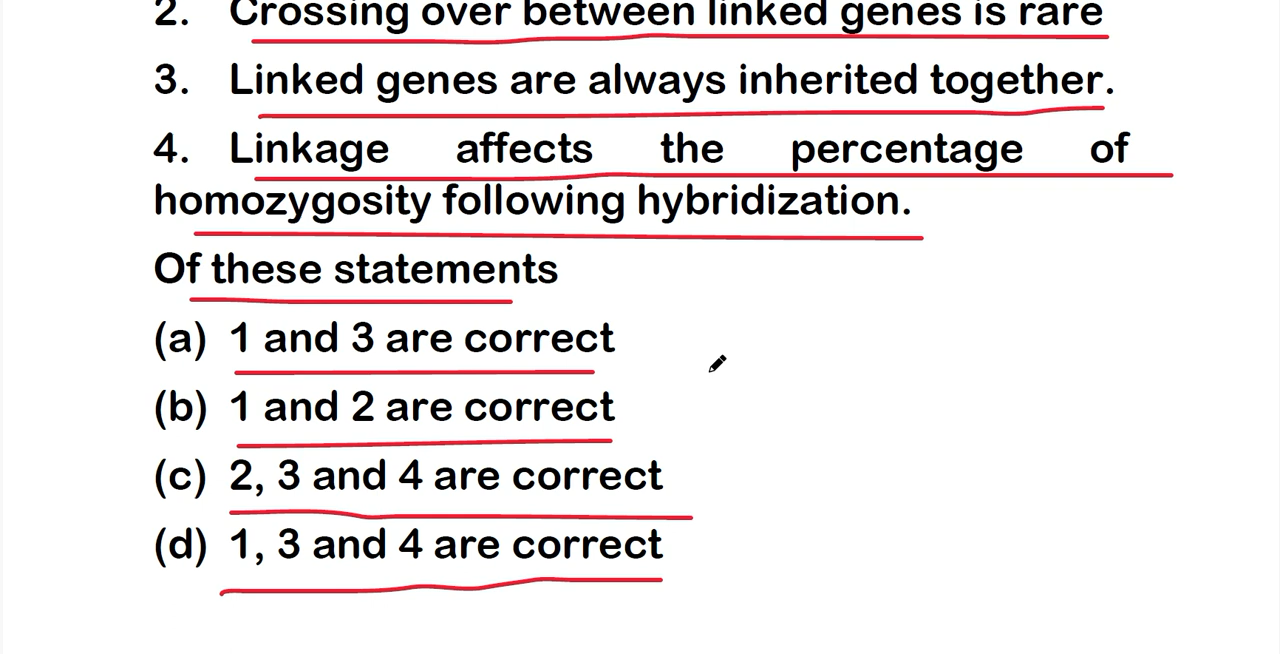 2. Crossing over between linked genes is rare
3. Linked genes are always inherited together.
4. Linkage affects the percentage of
homozygosity following hybridization.
Of these statements
(a) 1 and 3 are correct
(b) 1 and 2 are correct
(c) 2, 3 and 4 are correct
(d) 1, 3 and 4 are correct